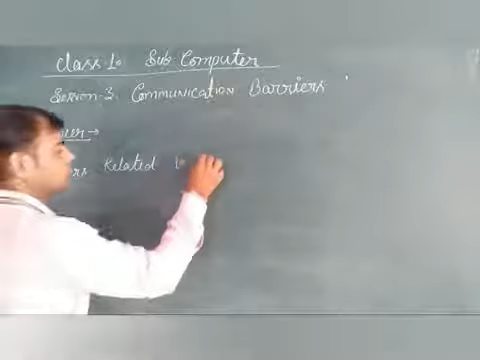 Class-10 Sub: Computer
Session-3. Communication Barriers
Related